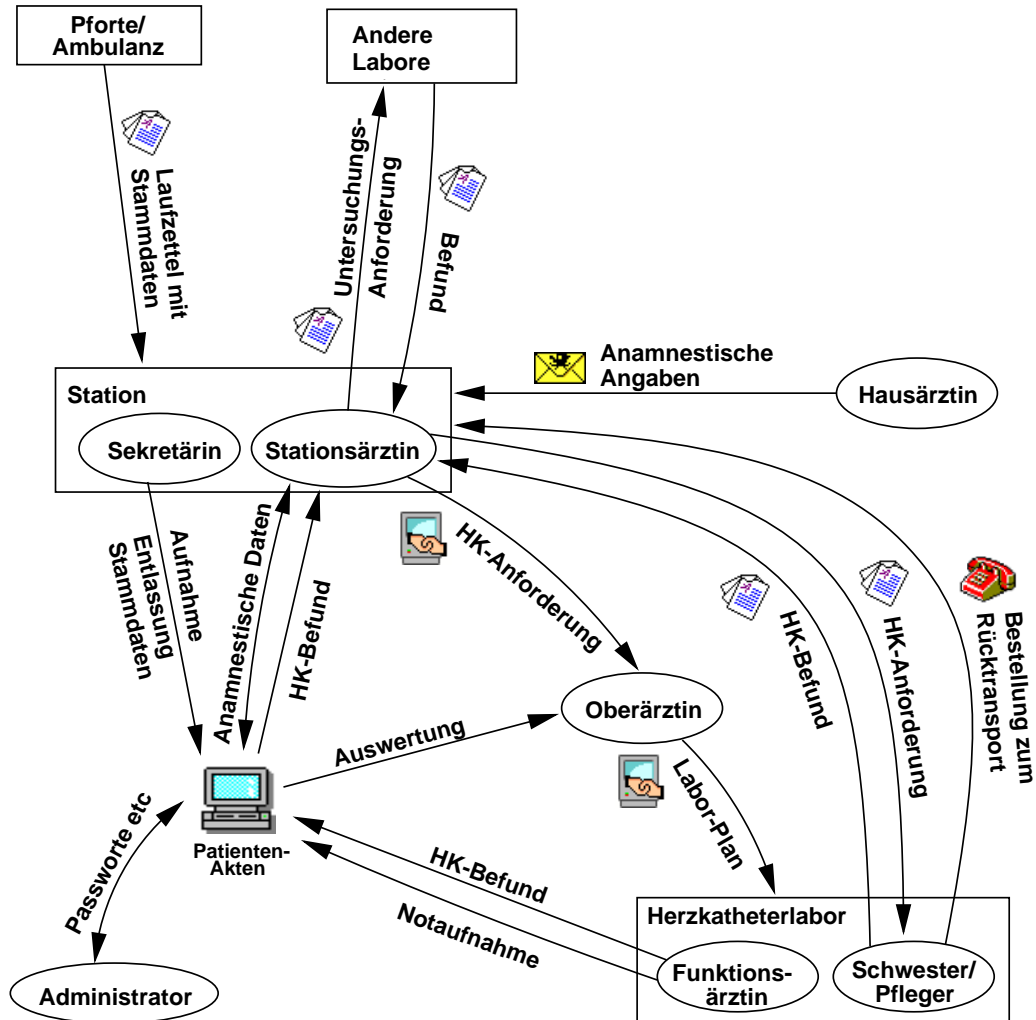 Pforte/
Ambulanz
Andere
Labore
Laufzettel mit
Stammdaten
Untersuchungs-
Anforderung
Befund
Anamnestische
Angaben
Hausärztin
Station
Sekretärin
Stationsärztin
Aufnahme
Entlassung
Stammdaten
Anamnestische Daten
HK-Befund
HK-Anforderung
HK-Befund
HK-Anforderung
Bestellung zum
Rücktransport
Oberärztin
Auswertung
Labor-Plan
Patienten-
Akten
Passworte etc
HK-Befund
Notaufnahme
Administrator
Herzkatheterlabor
Funktions-
ärztin
Schwester/
Pfleger